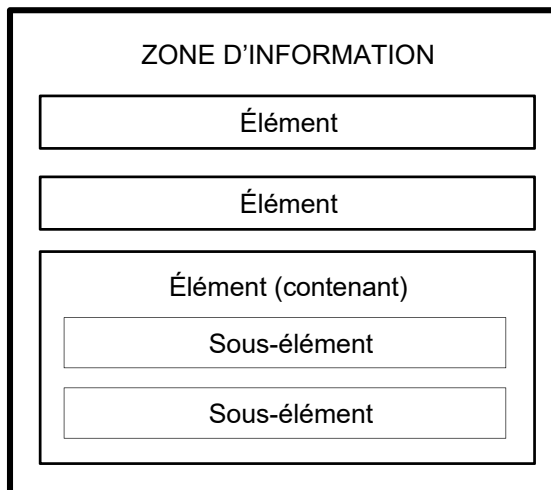 ZONE D’INFORMATION
Élément
Élément
Élément (contenant)
Sous-élément
Sous-élément